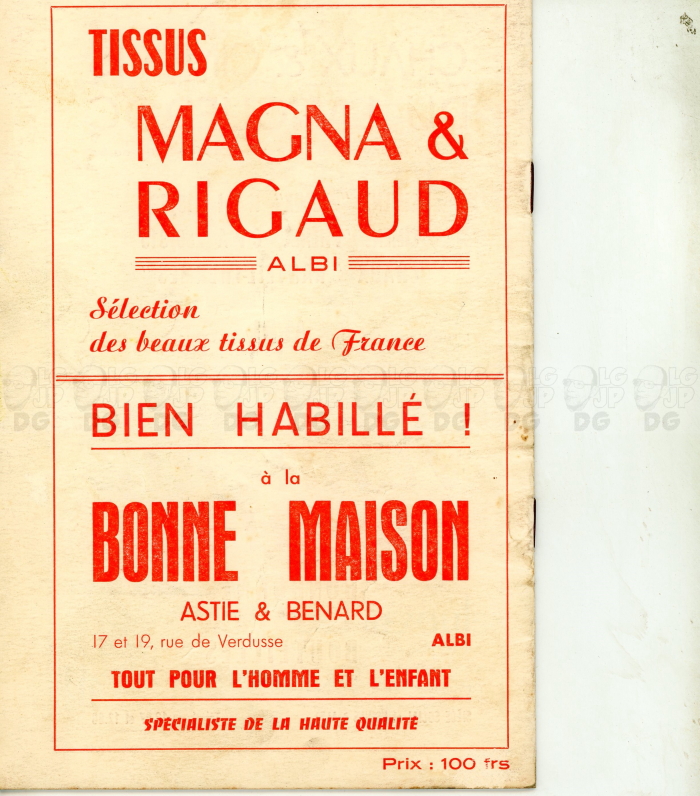 TISSUS
MAGNA &
RIGAUD
ALBI
Sélection
des beaux tissus de France
BIEN HABILLÉ !
à la
BONNE MAISON
ASTIE & BENARD
17 et 19, rue de Verdusse ALBI
TOUT POUR L'HOMME ET L'ENFANT
SPÉCIALISTE DE LA HAUTE QUALITÉ
Prix : 100 frs